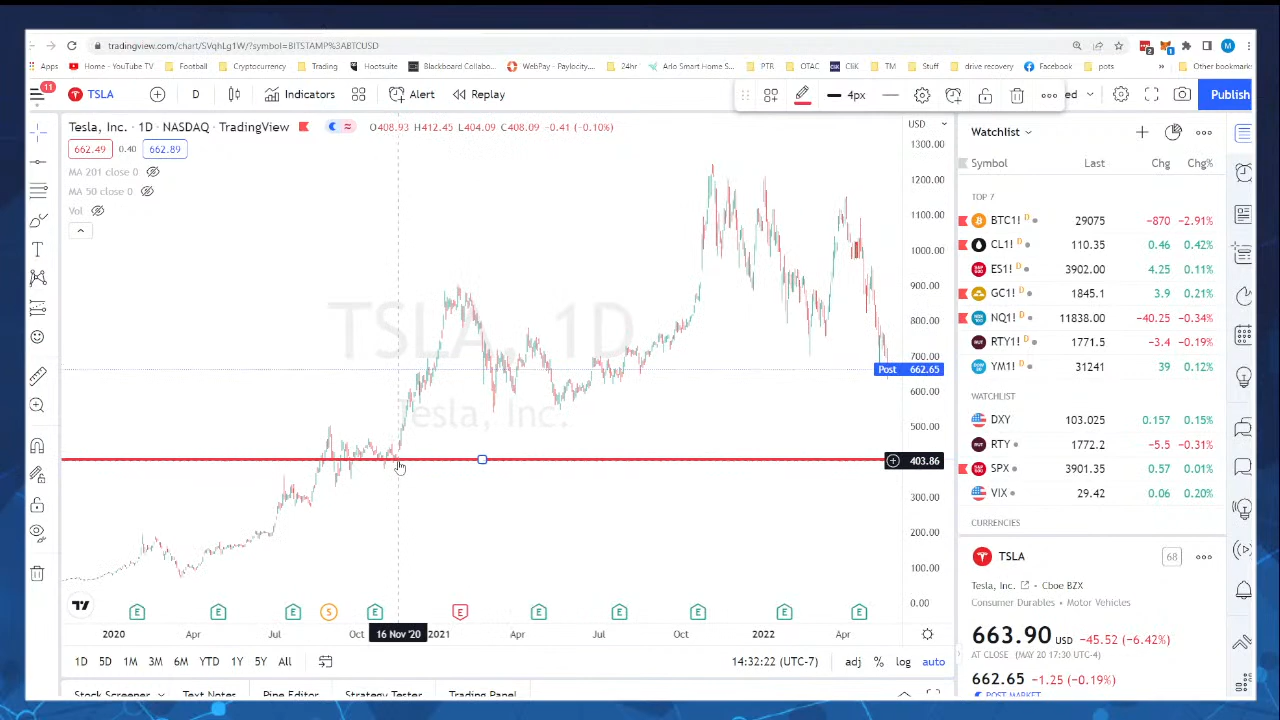 tradingview.com/chart/SVqhLg1W/?symbol=BITSTAMP%3ABTCUSD
Apps Home - YouTube TV Football Cryptocurrency Trading Hootsuite Blackboard Collabo... WebPage Paylocity... 24hr Arlo Smart Home S... PTB OTAC CliK TM Stuff drive recovery Facebook pots » Other bookmarks
11
TSLA D Indicators Alert Replay 4px ed Publish
Tesla, Inc. · 1D · NASDAQ · TradingView O408.93 H412.45 L404.09 C408.09 (−0.10%)
662.49 0.40 662.89
MA 201 close 0
MA 50 close 0
Vol
TSLA, 1D
Tesla, Inc.
USD
1300.00
1200.00
1100.00
1000.00
900.00
800.00
700.00
Post 662.65
600.00
500.00
403.86
300.00
200.00
100.00
0.00
E E E S E E E E E E E
2020 Apr Jul Oct 16 Nov '20 2021 Apr Jul Oct 2022 Apr
1D 5D 1M 3M 6M YTD 1Y 5Y All 14:32:22 (UTC-7) adj % log auto
Stock Screener Text Notes Pine Editor Strategy Tester Trading Panel
Watchlist
Symbol Last Chg Chg%
TOP 7
BTC1! D 29075 −870 −2.91%
CL1! D 110.35 0.46 0.42%
ES1! D 3902.00 4.25 0.11%
GC1! D 1845.1 3.9 0.21%
NQ1! D 11838.00 −40.25 −0.34%
RTY1! D 1771.5 −3.4 −0.19%
YM1! D 31241 39 0.12%
WATCHLIST
DXY 103.025 0.157 0.15%
RTY 1772.2 −5.5 −0.31%
SPX 3901.35 0.57 0.01%
VIX 29.42 0.06 0.20%
CURRENCIES
TSLA 68
Tesla, Inc. · Cboe BZX
Consumer Durables · Motor Vehicles
663.90 USD −45.52 (−6.42%)
AT CLOSE (MAY 20 17:30 UTC-4)
662.65 −1.25 (−0.19%)
POST MARKET